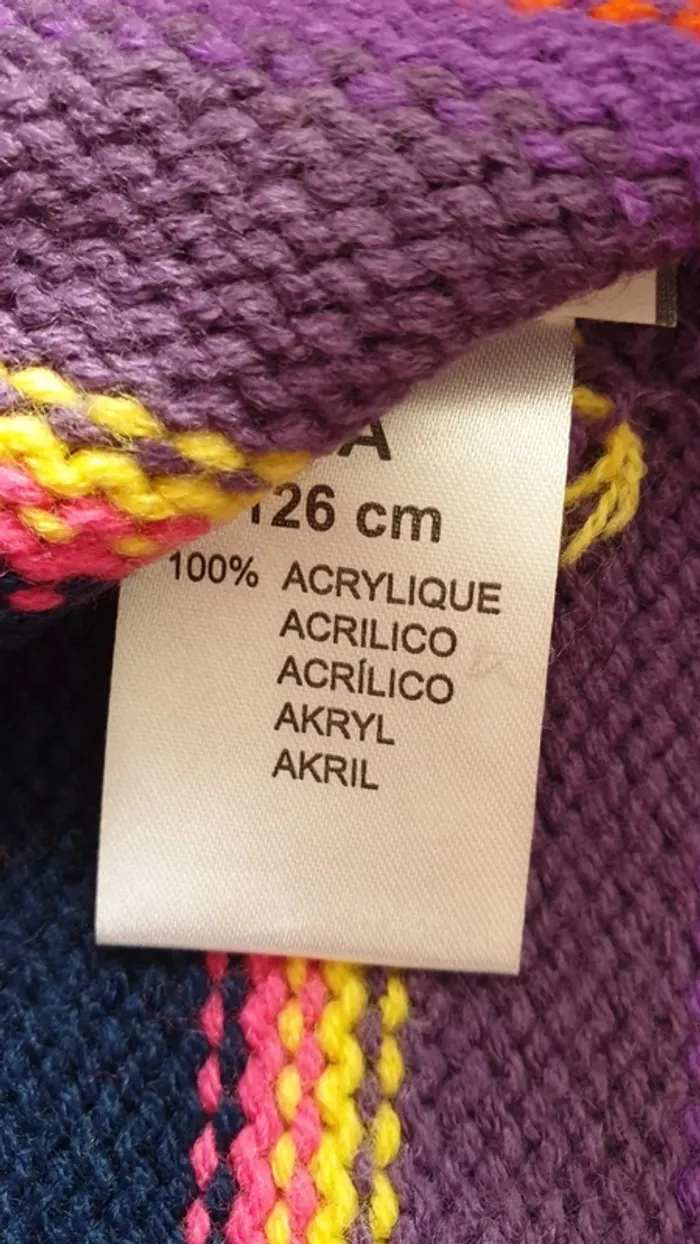 A
126 cm
100% ACRYLIQUE
ACRILICO
ACRÍLICO
AKRYL
AKRIL